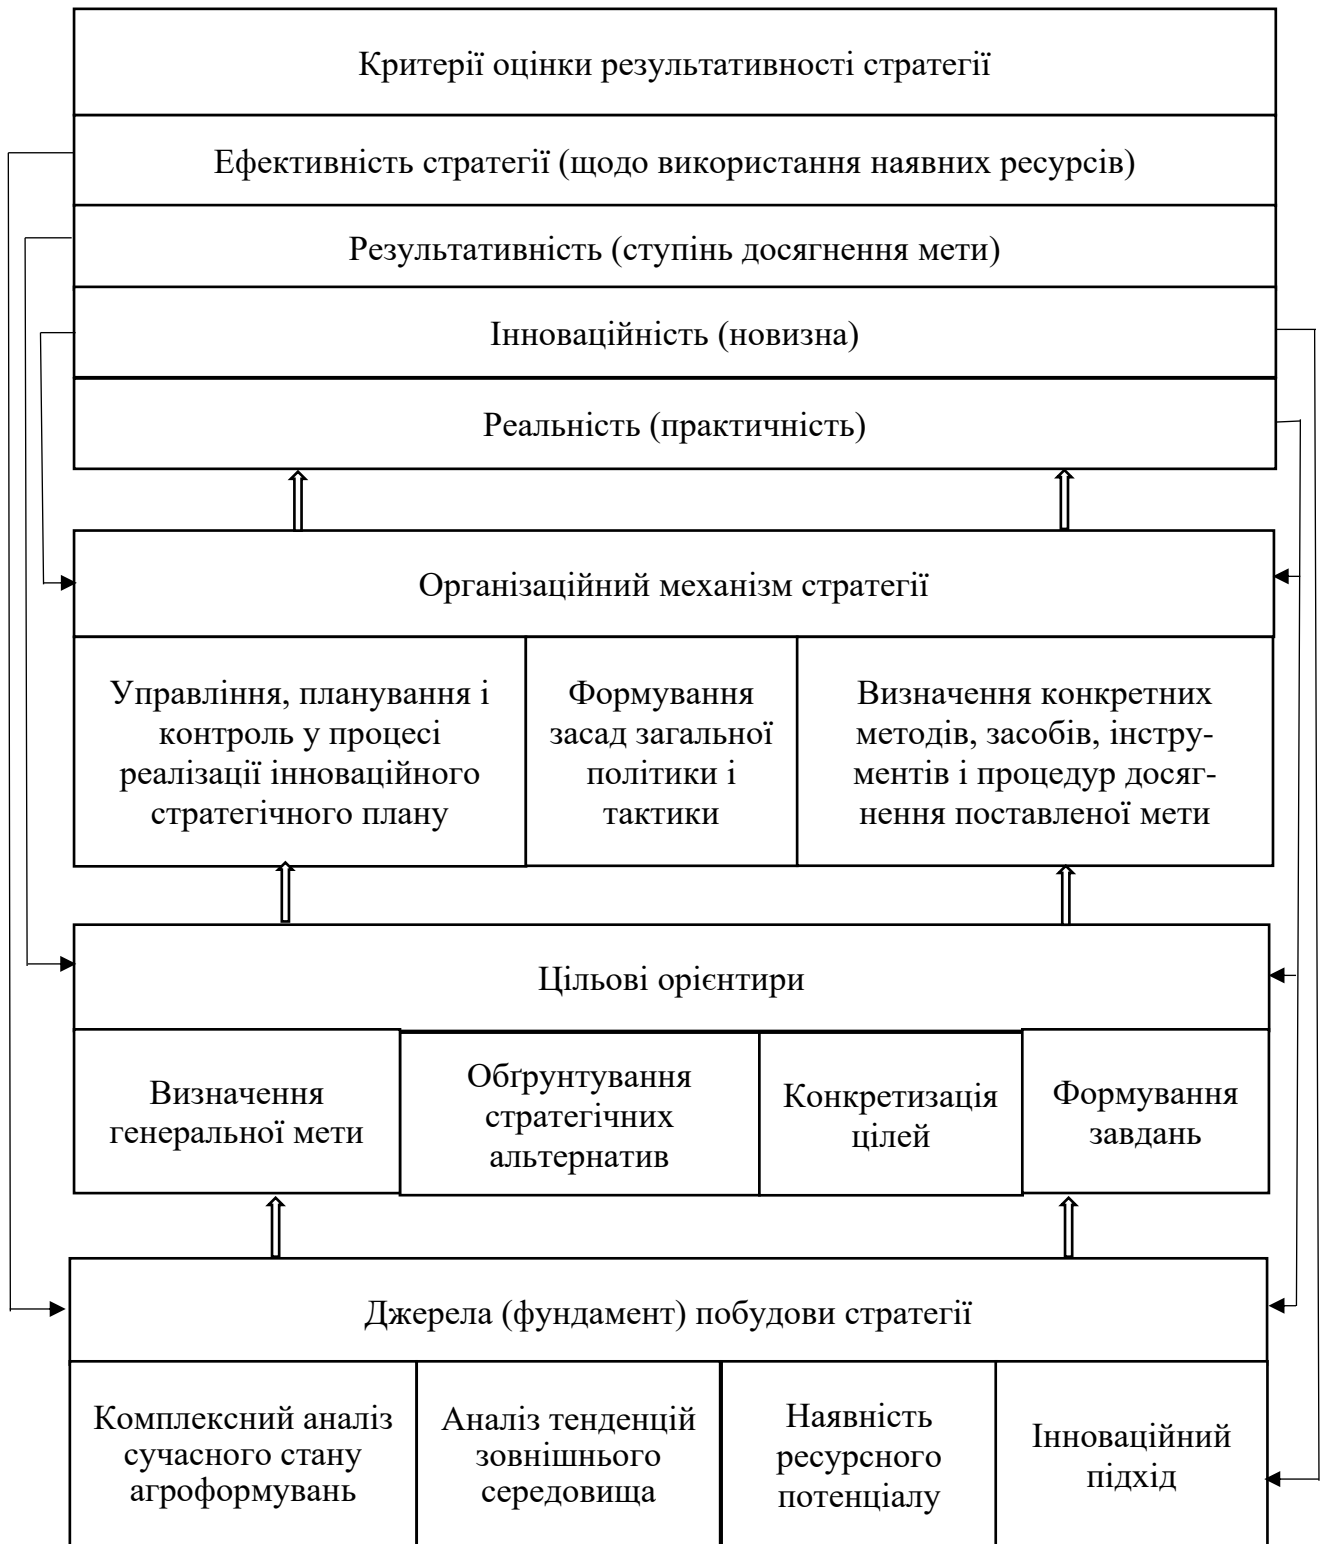 Критерії оцінки результативності стратегії
Ефективність стратегії (щодо використання наявних ресурсів)
Результативність (ступінь досягнення мети)
Інноваційність (новизна)
Реальність (практичність)
Організаційний механізм стратегії
Управління, планування і
контроль у процесі
реалізації інноваційного
стратегічного плану
Формування
засад загальної
політики і
тактики
Визначення конкретних
методів, засобів, інстру-
ментів і процедур досяг-
нення поставленої мети
Цільові орієнтири
Визначення
генеральної мети
Обґрунтування
стратегічних
альтернатив
Конкретизація
цілей
Формування
завдань
Джерела (фундамент) побудови стратегії
Комплексний аналіз
сучасного стану
агроформувань
Аналіз тенденцій
зовнішнього
середовища
Наявність
ресурсного
потенціалу
Інноваційний
підхід